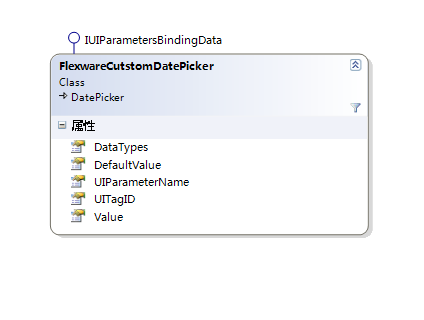 IUIParametersBindingData
FlexwareCutstomDatePicker
Class
DatePicker
属性
DataTypes
DefaultValue
UIParameterName
UITagID
Value